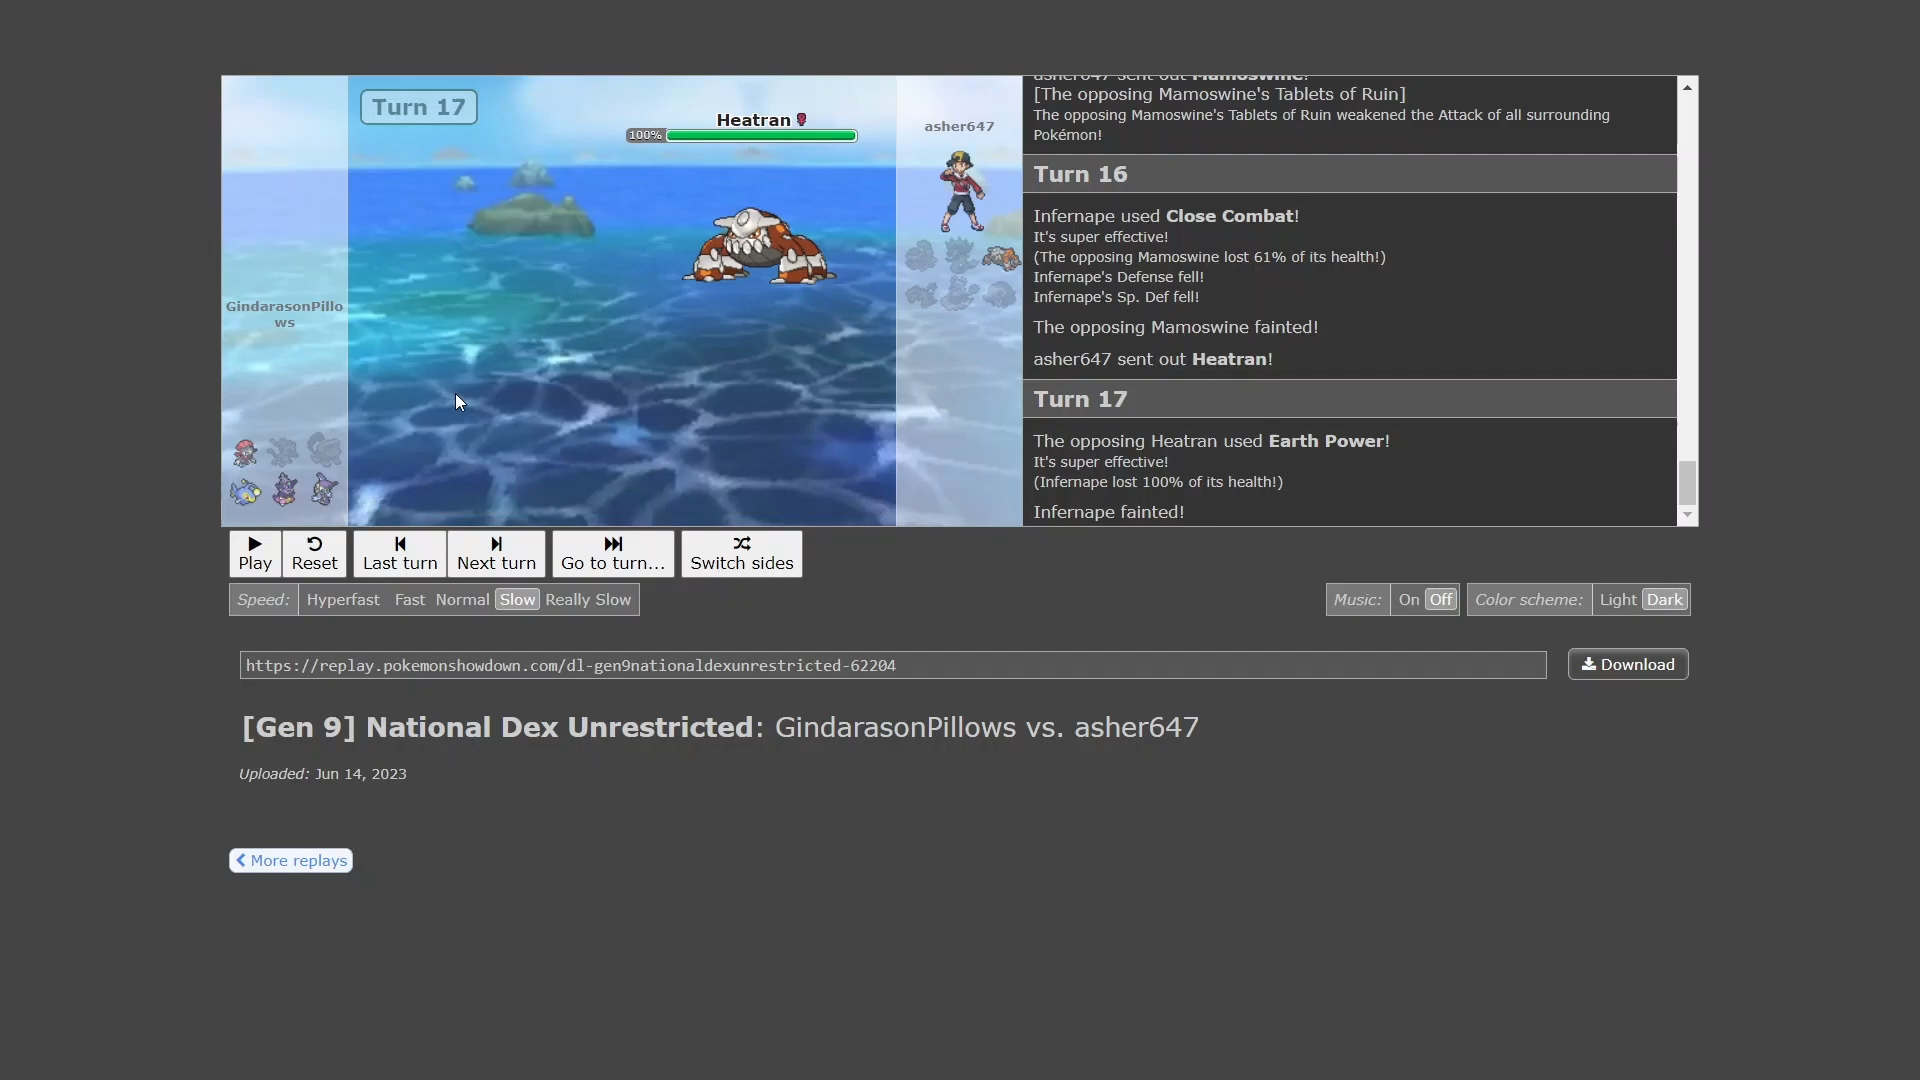 Turn 17
Heatran
100%
asher647
GindarasonPillo
ws
asher647 sent out Mamoswine!
[The opposing Mamoswine's Tablets of Ruin]
The opposing Mamoswine's Tablets of Ruin weakened the Attack of all surrounding
Pokémon!
Turn 16
Infernape used Close Combat!
It's super effective!
(The opposing Mamoswine lost 61% of its health!)
Infernape's Defense fell!
Infernape's Sp. Def fell!
The opposing Mamoswine fainted!
asher647 sent out Heatran!
Turn 17
The opposing Heatran used Earth Power!
It's super effective!
(Infernape lost 100% of its health!)
Infernape fainted!
Play Reset Last turn Next turn Go to turn... Switch sides
Speed: Hyperfast Fast Normal Slow Really Slow
Music: On Off Color scheme: Light Dark
https://replay.pokemonshowdown.com/dl-gen9nationaldexunrestricted-62204
Download
[Gen 9] National Dex Unrestricted: GindarasonPillows vs. asher647
Uploaded: Jun 14, 2023
More replays